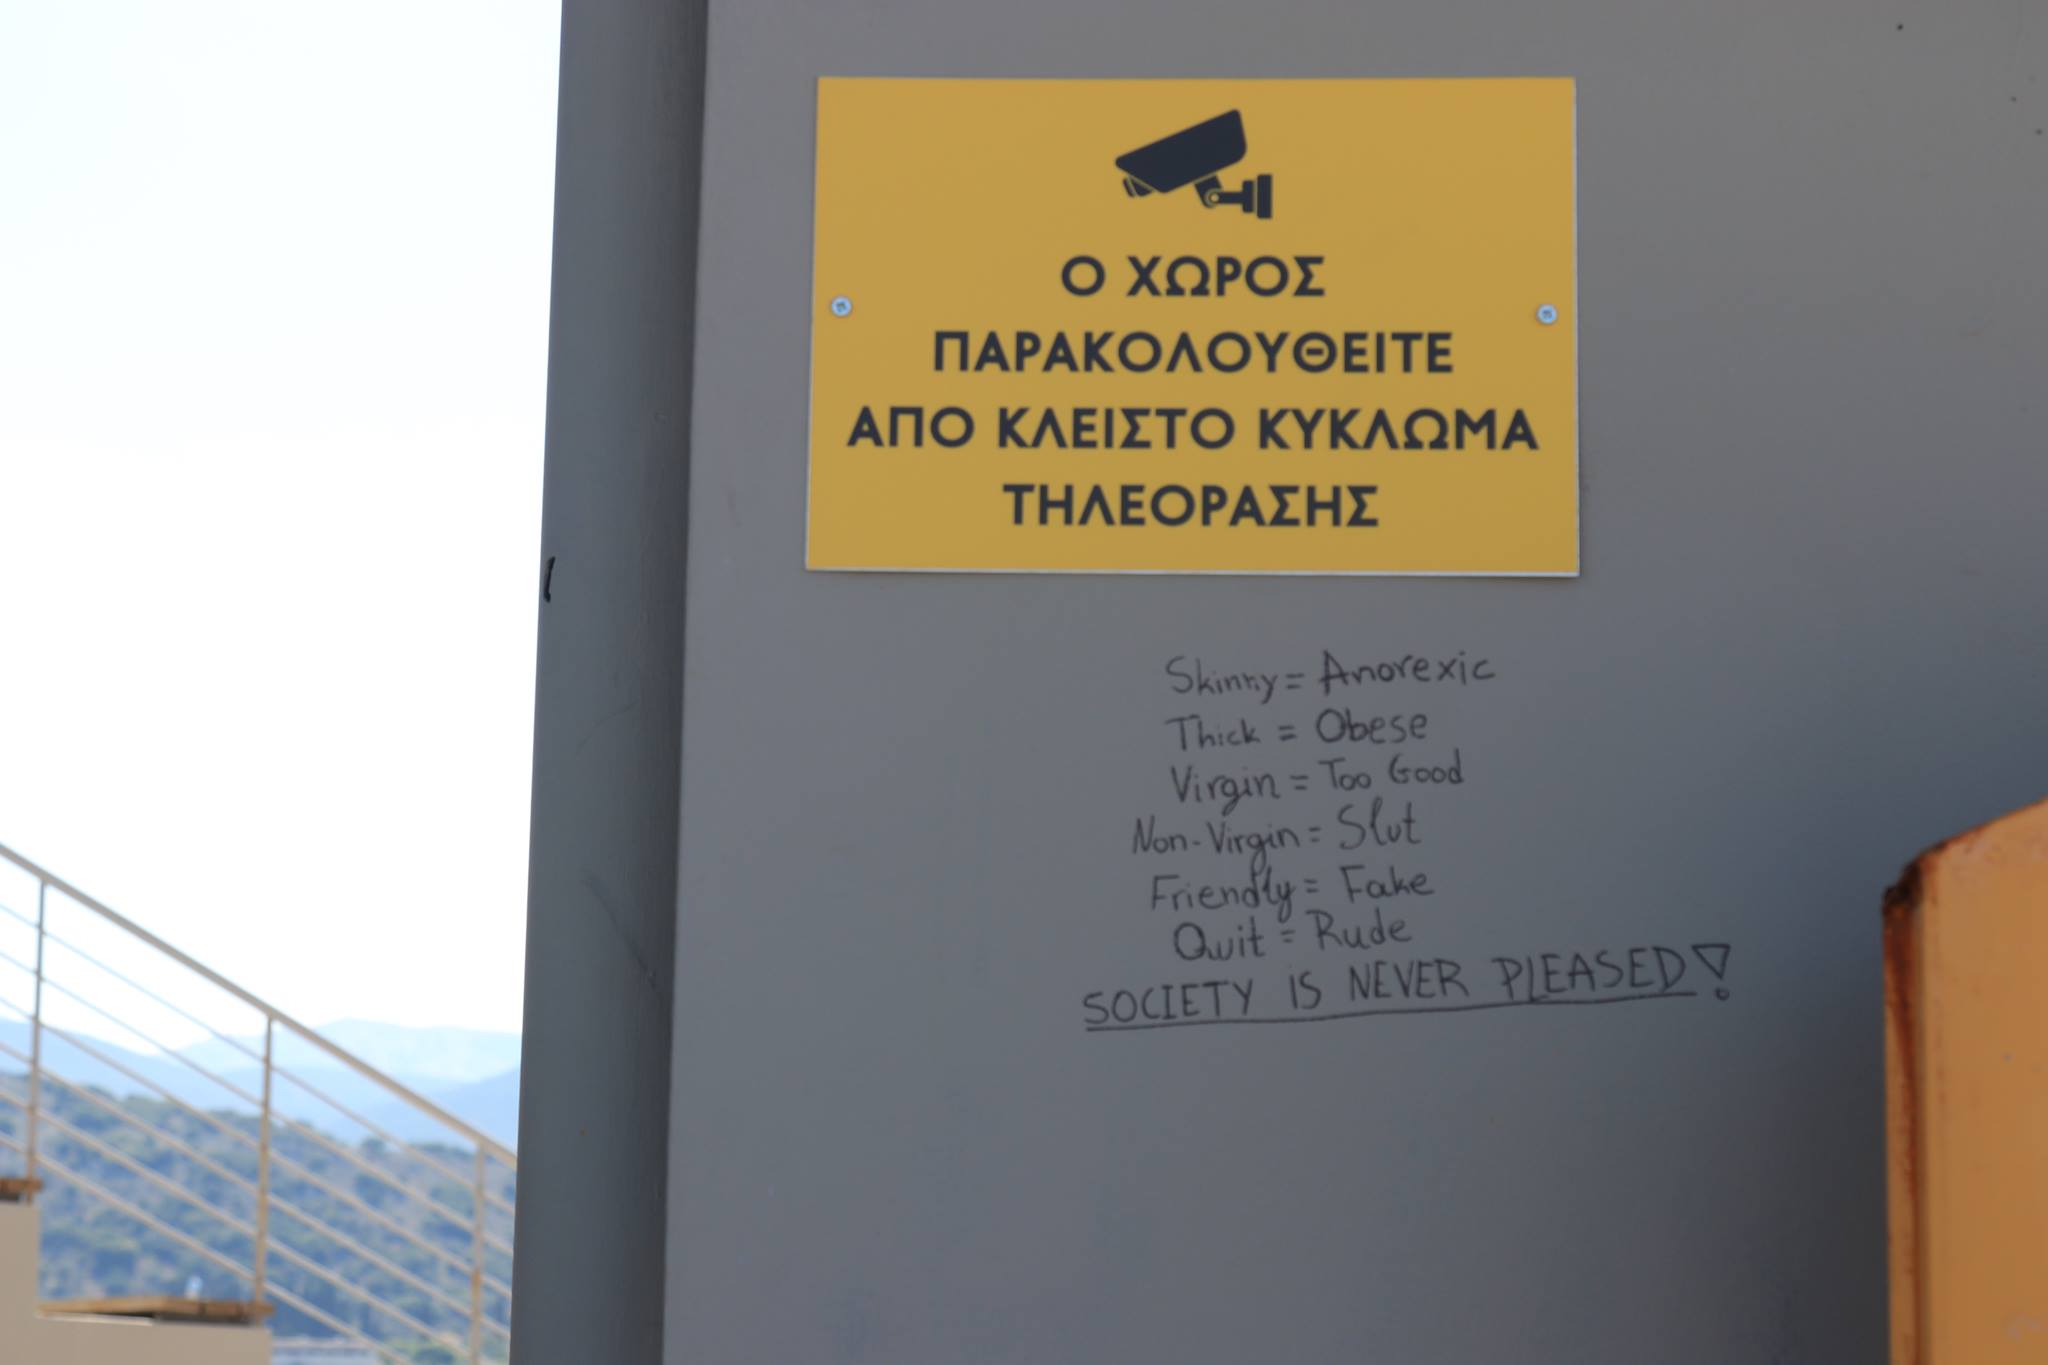 Ο ΧΩΡΟΣ
ΠΑΡΑΚΟΛΟΥΘΕΙΤΕ
ΑΠΟ ΚΛΕΙΣΤΟ ΚΥΚΛΩΜΑ
ΤΗΛΕΟΡΑΣΗΣ
Skinny = Anorexic
Thick = Obese
Virgin = Too Good
Non-Virgin = Slut
Friendly = Fake
Quit = Rude
SOCIETY IS NEVER PLEASED!